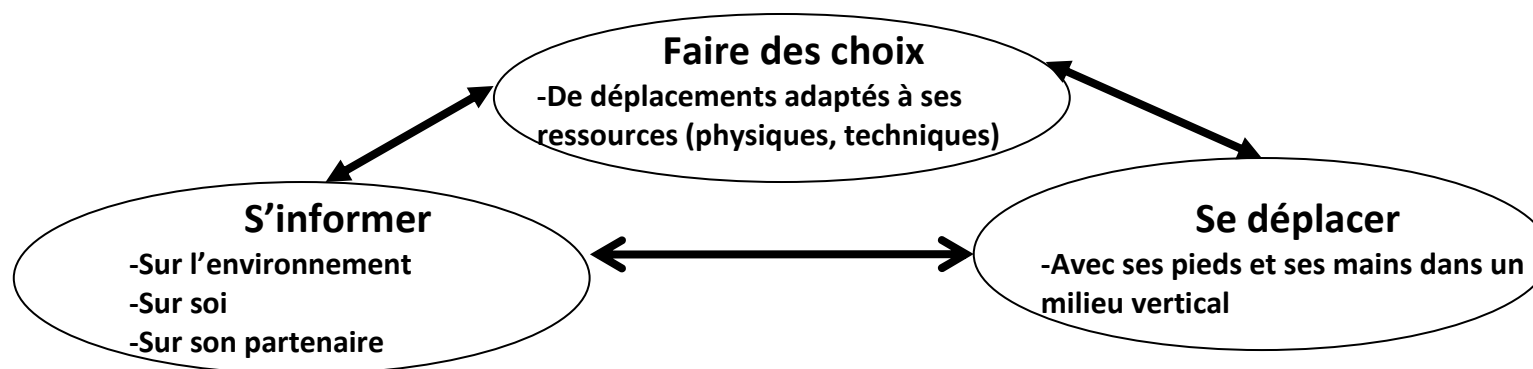 Faire des choix
-De déplacements adaptés à ses
ressources (physiques, techniques)
S’informer
-Sur l’environnement
-Sur soi
-Sur son partenaire
Se déplacer
-Avec ses pieds et ses mains dans un
milieu vertical